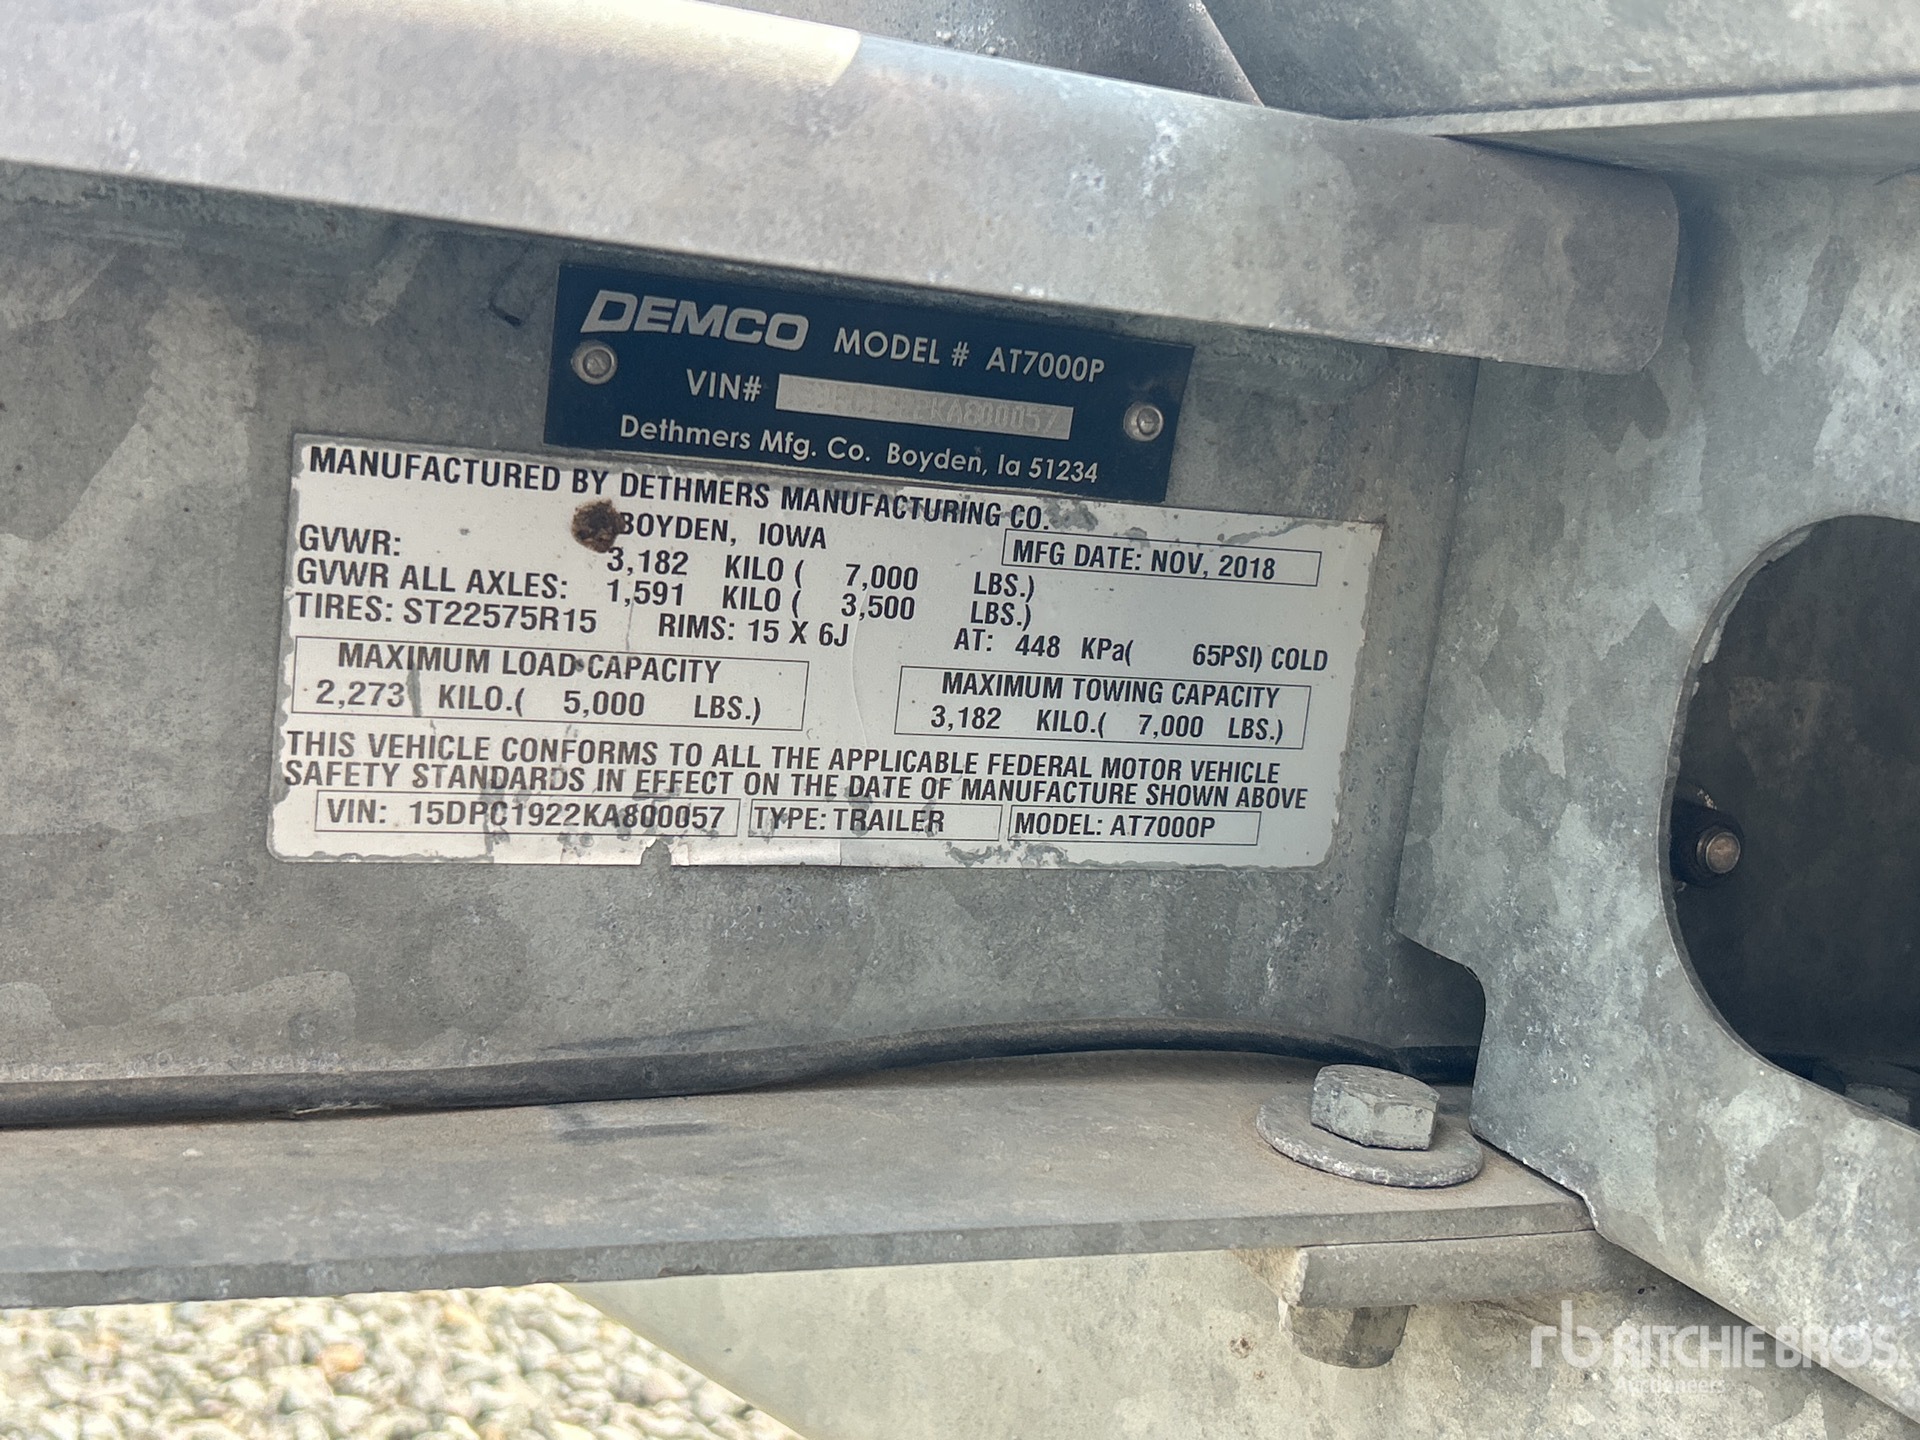 DEMCO MODEL # AT7000P
VIN# KA800057
Dethmers Mfg. Co. Boyden, Ia 51234
MANUFACTURED BY DETHMERS MANUFACTURING CO.
BOYDEN, IOWA
MFG DATE: NOV, 2018
GVWR: 3,182 KILO ( 7,000 LBS.)
GVWR ALL AXLES: 1,591 KILO ( 3,500 LBS.)
TIRES: ST22575R15 RIMS: 15 X 6J AT: 448 KPa( 65PSI) COLD
MAXIMUM LOAD CAPACITY
2,273 KILO.( 5,000 LBS.)
MAXIMUM TOWING CAPACITY
3,182 KILO.( 7,000 LBS.)
THIS VEHICLE CONFORMS TO ALL THE APPLICABLE FEDERAL MOTOR VEHICLE
SAFETY STANDARDS IN EFFECT ON THE DATE OF MANUFACTURE SHOWN ABOVE
VIN: 15DPC1922KA800057 TYPE: TRAILER MODEL: AT7000P
rb RITCHIE BROS.
Auctioneers